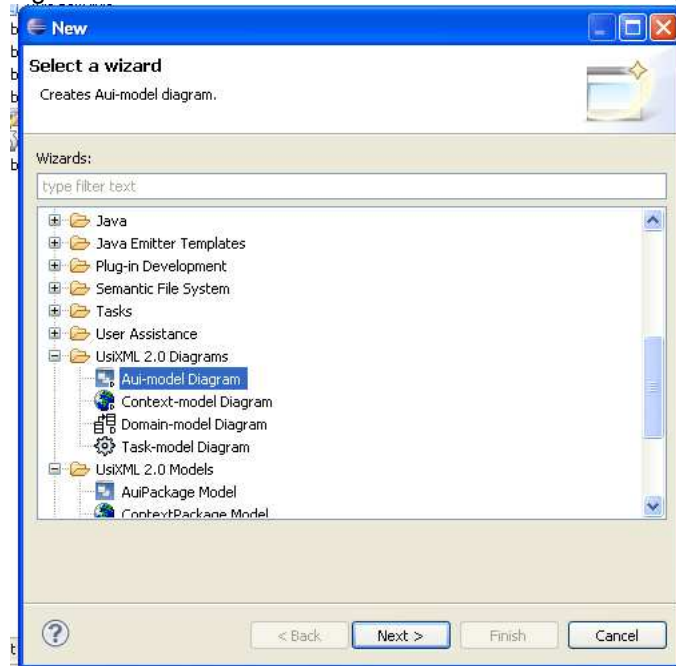 New
Select a wizard
Creates Aui-model diagram.
Wizards:
type filter text
Java
Java Emitter Templates
Plug-in Development
Semantic File System
Tasks
User Assistance
UsiXML 2.0 Diagrams
Aui-model Diagram
Context-model Diagram
Domain-model Diagram
Task-model Diagram
UsiXML 2.0 Models
AuiPackage Model
ContextPackage Model
< Back
Next >
Finish
Cancel